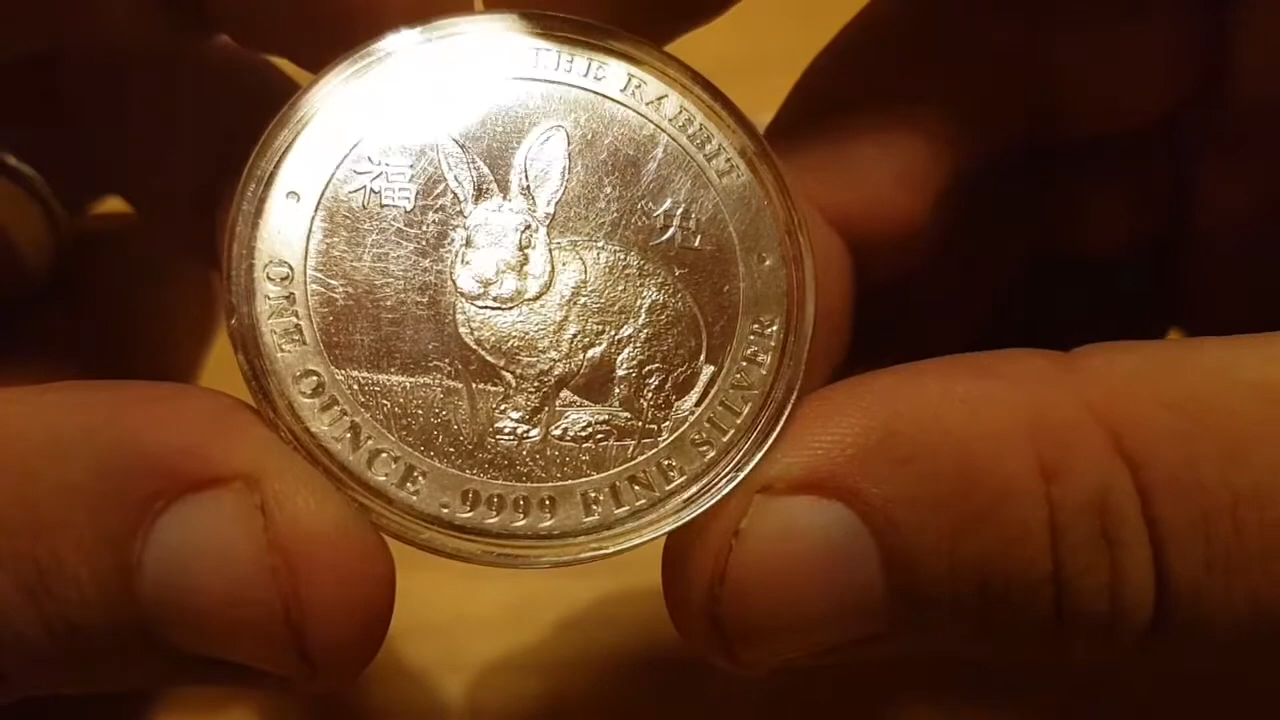 THE RABBIT
福
兔
ONE OUNCE .9999 FINE SILVER